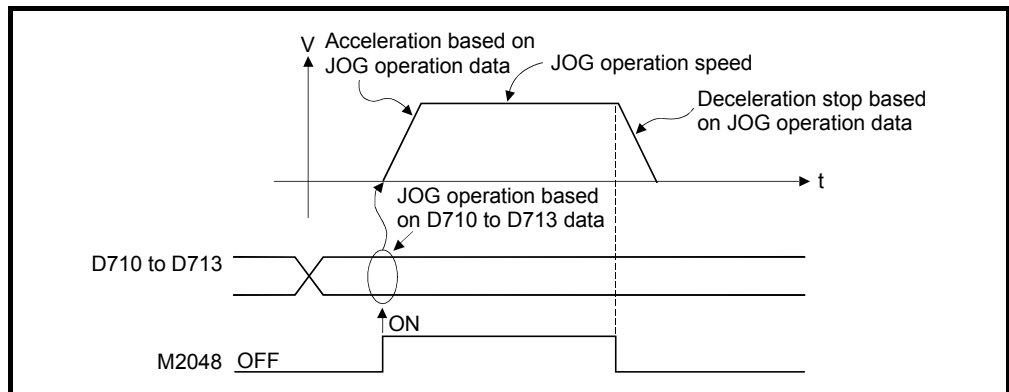 V
Acceleration based on
JOG operation data
JOG operation speed
Deceleration stop based
on JOG operation data
t
JOG operation based
on D710 to D713 data
D710 to D713
ON
M2048 OFF